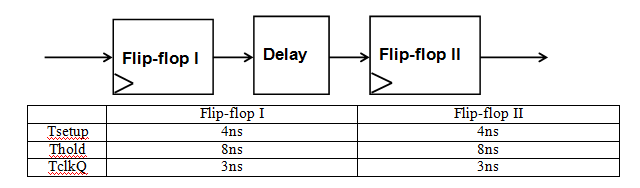 Flip-flop I Delay Flip-flop II
Flip-flop I Flip-flop II
Tsetup 4ns 4ns
Thold 8ns 8ns
TclkQ 3ns 3ns